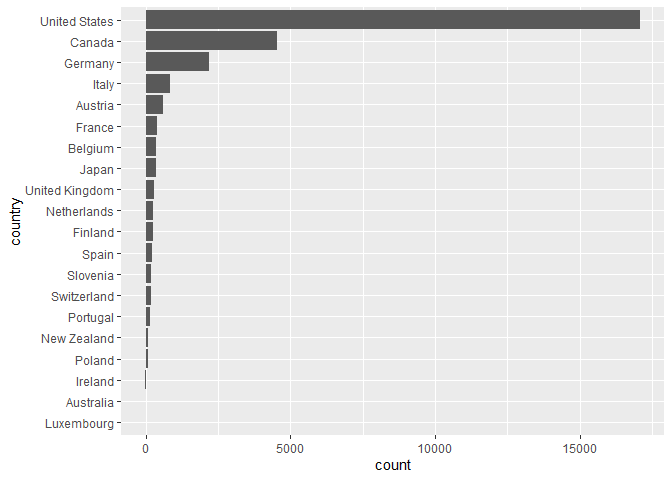 United States
Canada
Germany
Italy
Austria
France
Belgium
Japan
United Kingdom
Netherlands
Finland
Spain
Slovenia
Switzerland
Portugal
New Zealand
Poland
Ireland
Australia
Luxembourg
country
0 5000 10000 15000
count